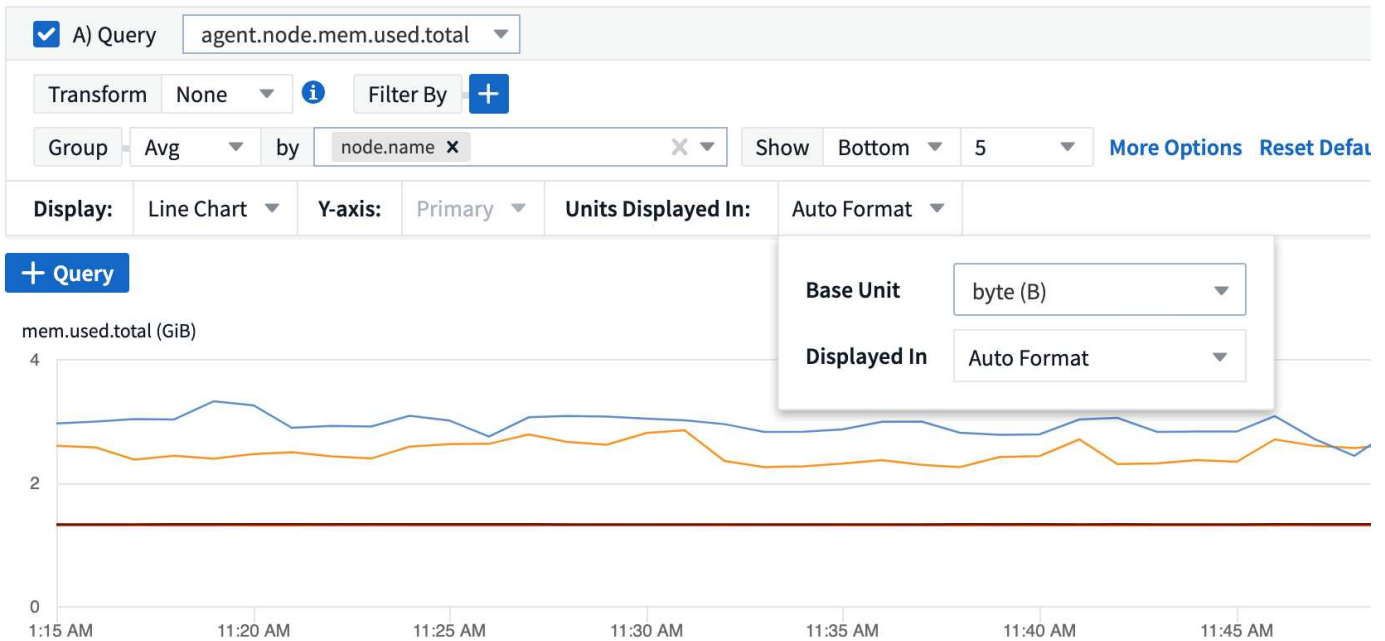 A) Query agent.node.mem.used.total
Transform None i Filter By +
Group Avg by node.name × × Show Bottom 5 More Options Reset Defau
Display: Line Chart Y-axis: Primary Units Displayed In: Auto Format
+ Query
Base Unit byte (B)
Displayed In Auto Format
mem.used.total (GiB)
4
2
0
1:15 AM 11:20 AM 11:25 AM 11:30 AM 11:35 AM 11:40 AM 11:45 AM